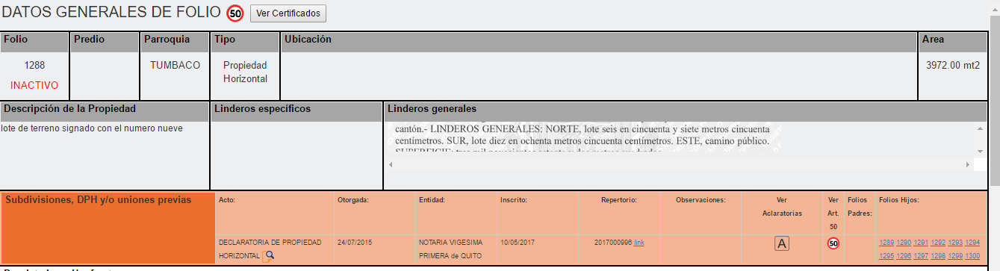 DATOS GENERALES DE FOLIO 50 Ver Certificados
Folio Predio Parroquia Tipo Ubicación Area
1288 TUMBACO Propiedad 3972.00 mt2
Horizontal
INACTIVO
Descripción de la Propiedad Linderos específicos Linderos generales
lote de terreno signado con el numero nueve
cantón.- LINDEROS GENERALES: NORTE, lote seis en cincuenta y siete metros cincuenta
centímetros. SUR, lote diez en ochenta metros cincuenta centímetros. ESTE, camino público.
Subdivisiones, DPH y/o uniones previas Acto: Otorgada: Entidad: Inscrito: Repertorio: Observaciones: Ver Ver Folios Folios Hijos:
Aclaratorias Art. Padres:
50
DECLARATORIA DE PROPIEDAD 24/07/2015 NOTARIA VIGESIMA 10/05/2017 2017000996 link A 50 1289 1290 1291 1292 1293 1294
HORIZONTAL PRIMERA de QUITO 1295 1296 1297 1298 1299 1300